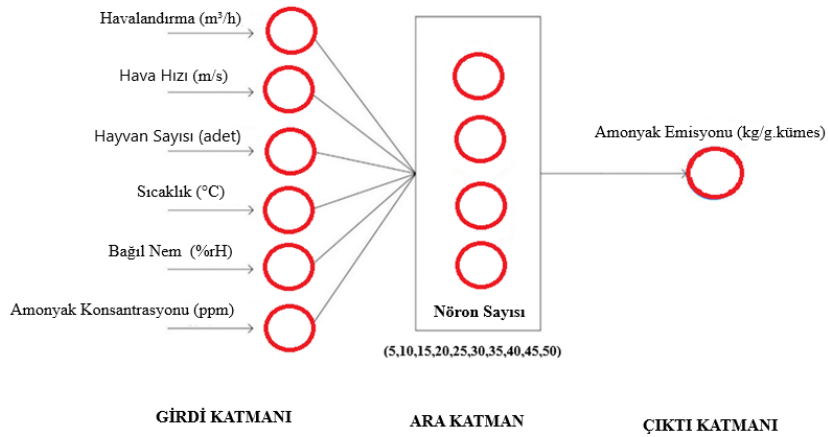 Havalandırma (m³/h)
Hava Hızı (m/s)
Hayvan Sayısı (adet)
Sıcaklık (°C)
Bağıl Nem (%rH)
Amonyak Konsantrasyonu (ppm)
Nöron Sayısı
(5,10,15,20,25,30,35,40,45,50)
Amonyak Emisyonu (kg/g.kümes)
GİRDİ KATMANI
ARA KATMAN
ÇIKTI KATMANI